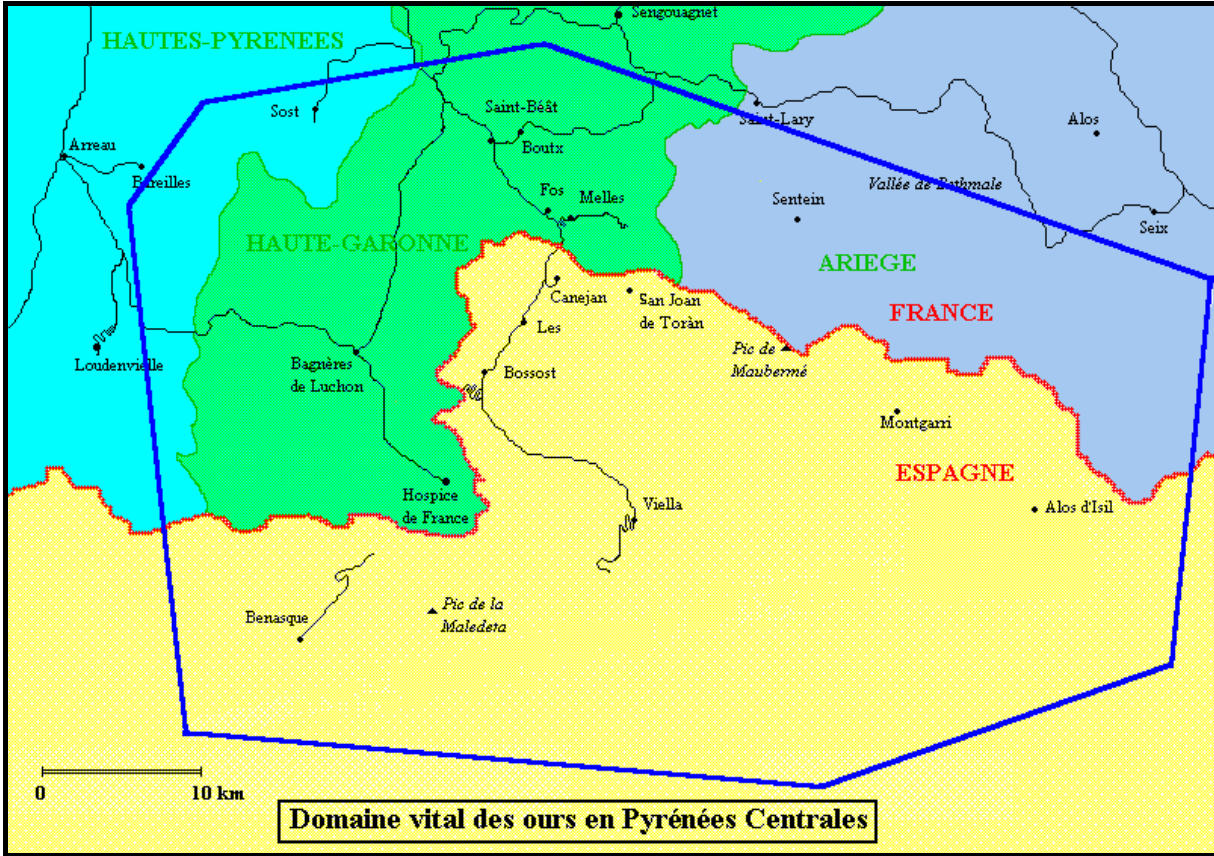 Sengouagnet
HAUTES-PYRENEES
Sost
Saint-Béât
Saint-Lary
Alos
Arreau
Boutx
Bareilles
Fos
Melles
Vallée de Bethmale
Sentein
Seix
HAUTE-GARONNE
ARIEGE
Canejan
San Joan
de Toràn
FRANCE
Les
Loudenvielle
Bagnères
de Luchon
Bossost
Pic de
Maubermé
Montgarri
ESPAGNE
Hospice
de France
Viella
Alos d'Isil
Benasque
Pic de la
Maledeta
0
10 km
Domaine vital des ours en Pyrénées Centrales